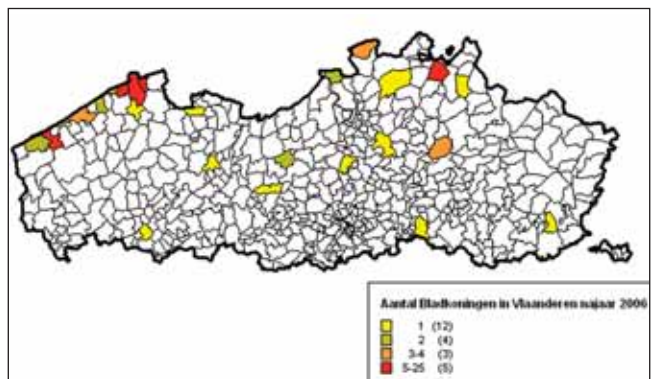 Aantal Bladkoningen in Vlaanderen najaar 2006
1 (12)
2 (4)
3-4 (3)
5-25 (5)